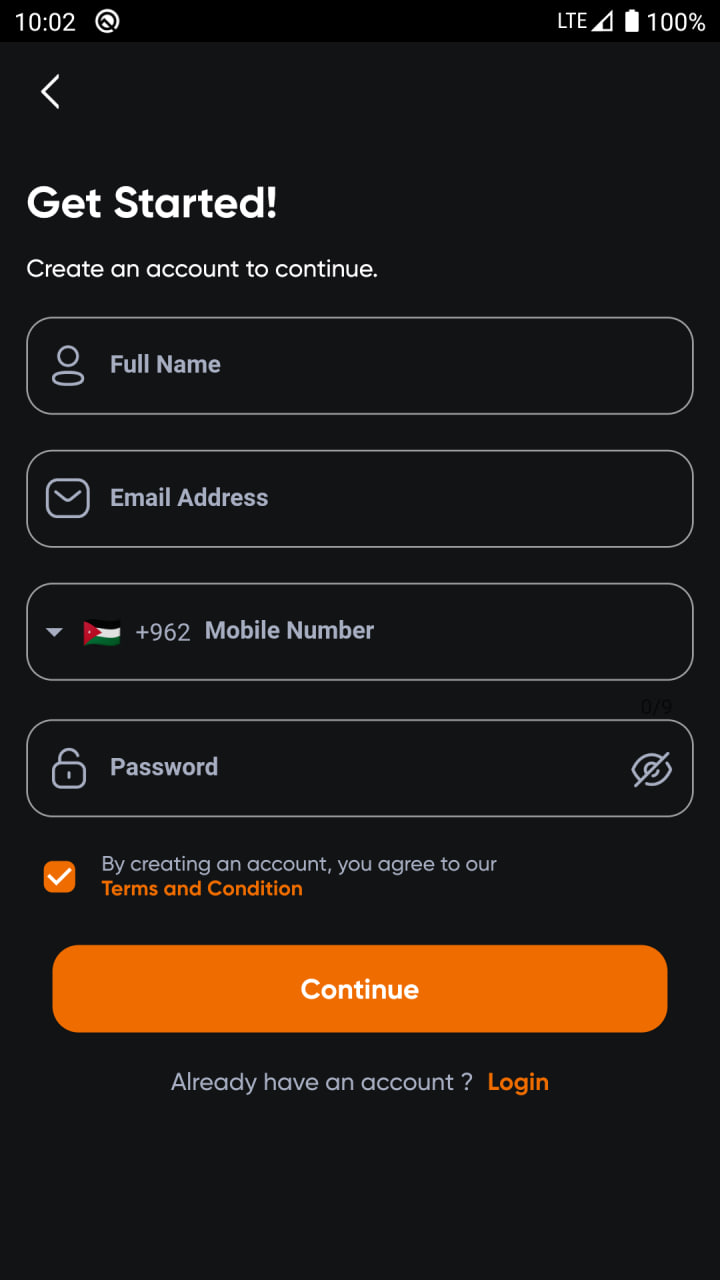 10:02 LTE 100%
Get Started!
Create an account to continue.
Full Name
Email Address
+962 Mobile Number
0/9
Password
By creating an account, you agree to our
Terms and Condition
Continue
Already have an account ? Login